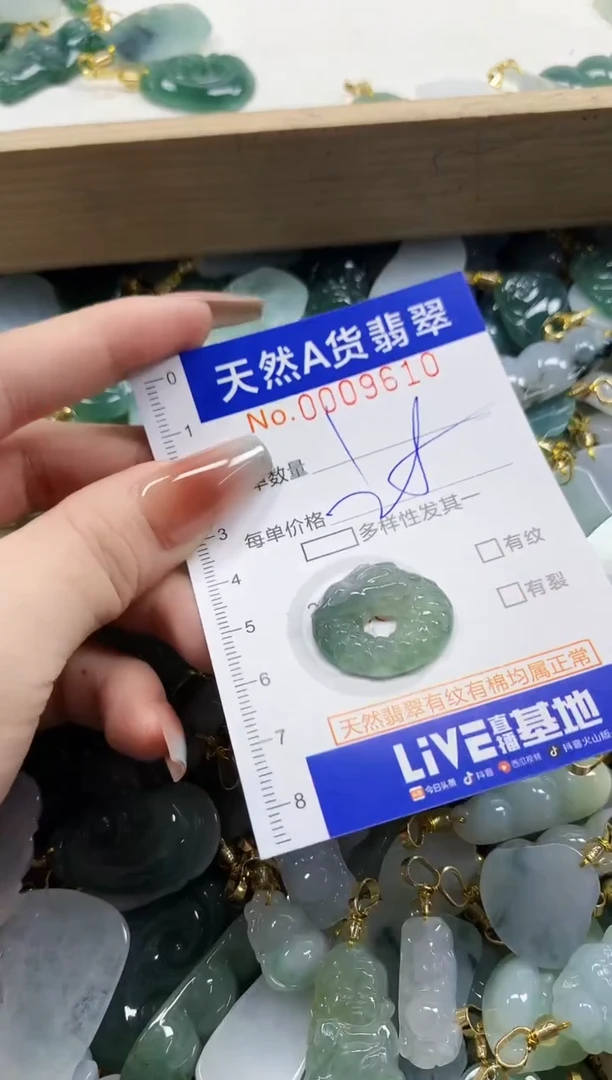 天然A货翡翠
No.0009610
0
1
单数量
每单价格
3
多样性发其一
4
有纹
5
有裂
6
天然翡翠有纹有棉均属正常
7
LiVE直播基地
8
今日头条 抖音 西瓜视频 抖音火山版